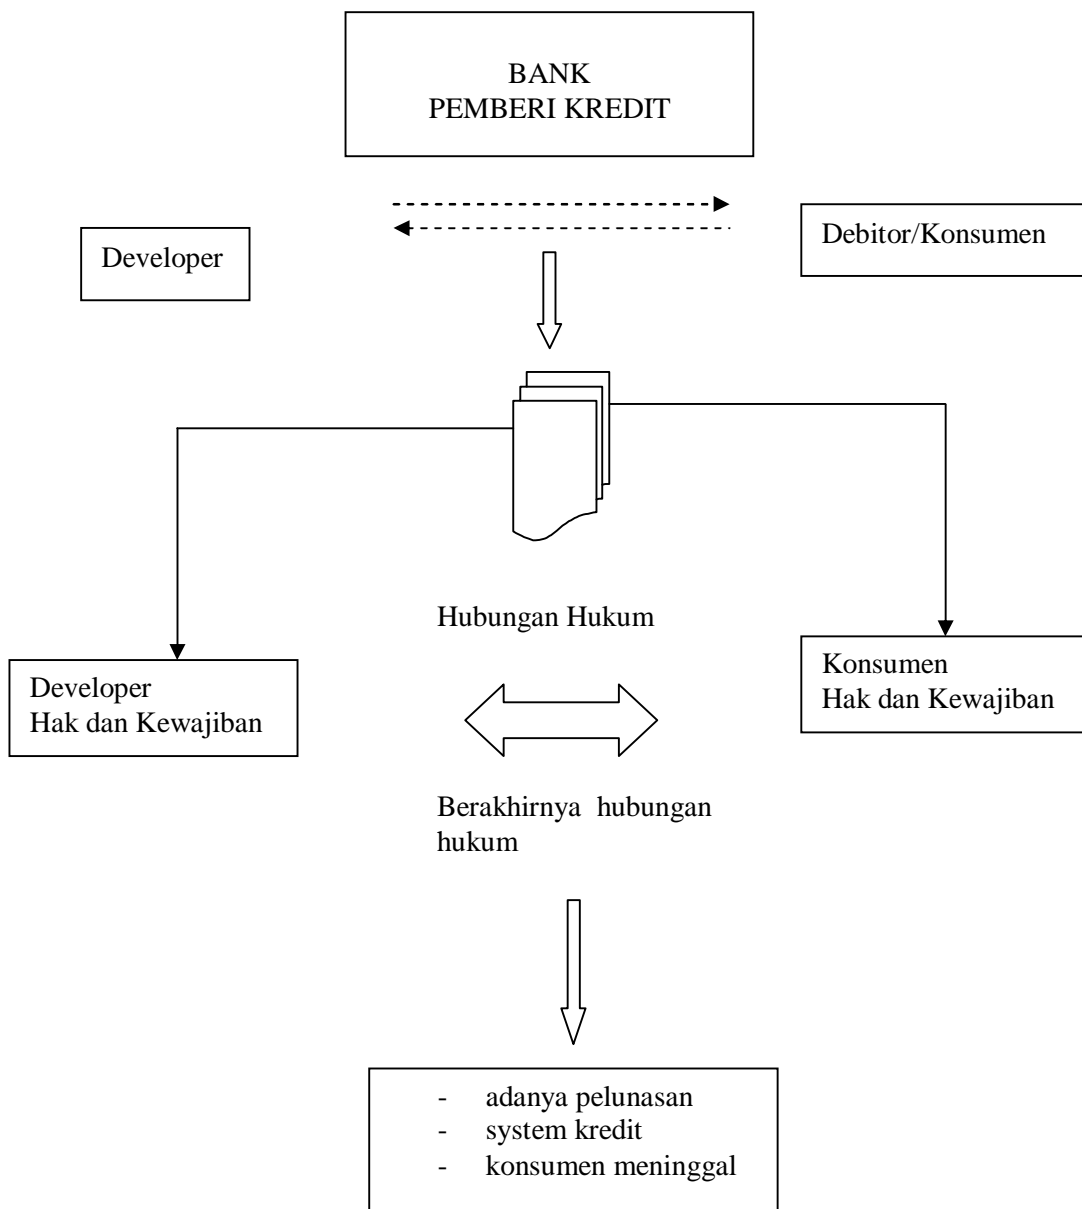 BANK
PEMBERI KREDIT
Developer
Debitor/Konsumen
Hubungan Hukum
Developer
Hak dan Kewajiban
Konsumen
Hak dan Kewajiban
Berakhirnya hubungan
hukum
- adanya pelunasan
- system kredit
- konsumen meninggal